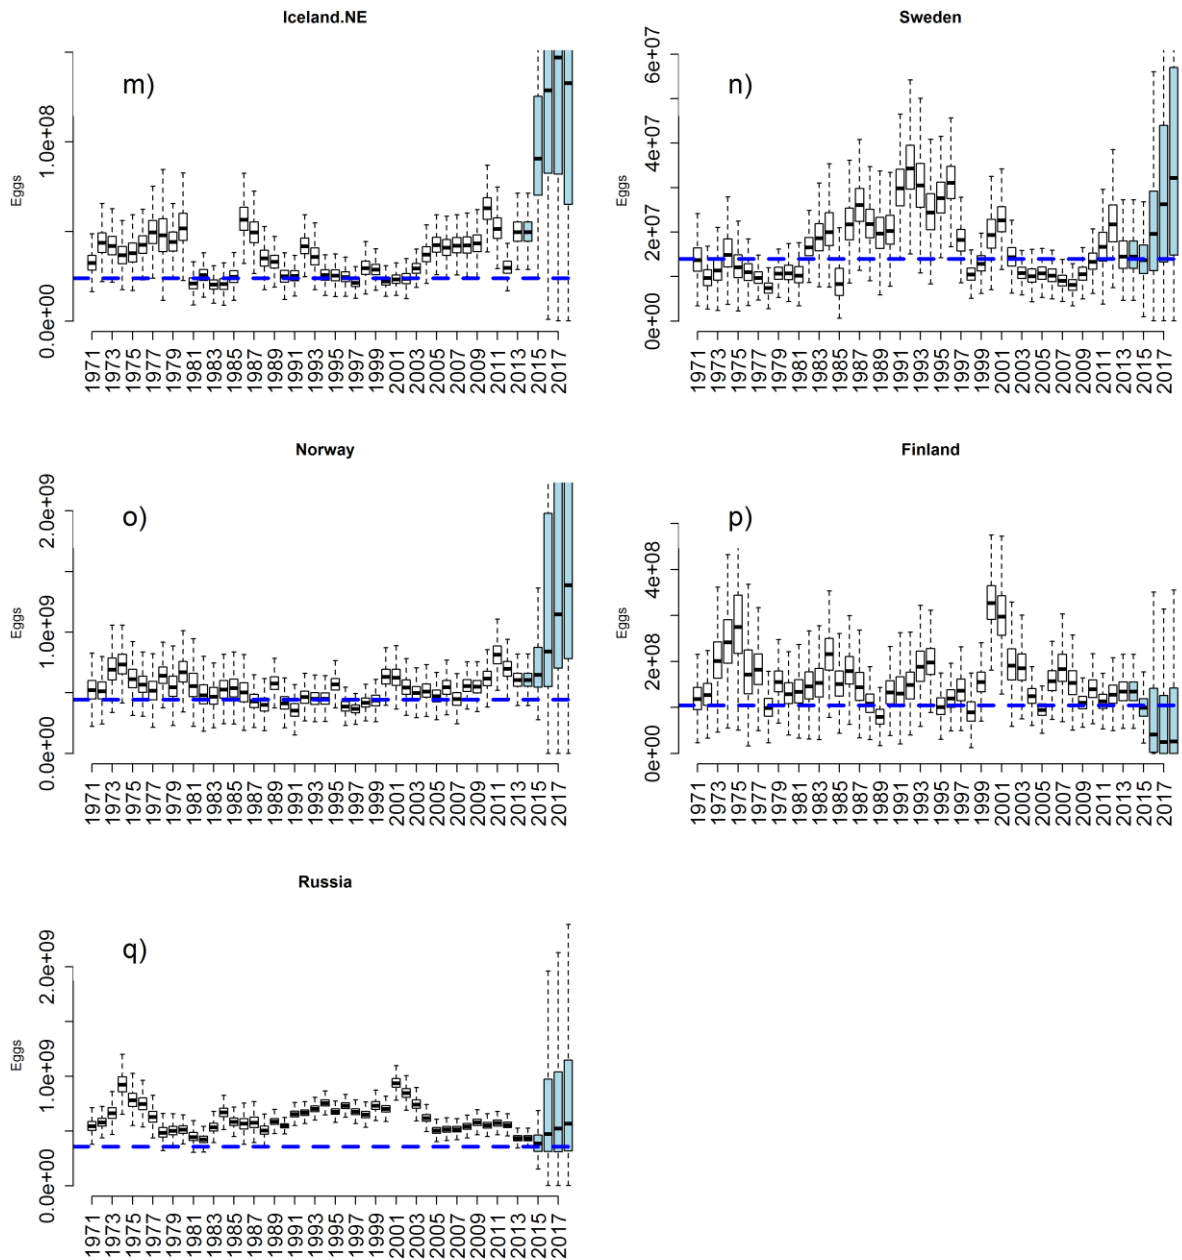 Iceland.NE
m)
Eggs
0.0e+00
1.0e+08
1971 1973 1975 1977 1979 1981 1983 1985 1987 1989 1991 1993 1995 1997 1999 2001 2003 2005 2007 2009 2011 2013 2015 2017
Sweden
n)
Eggs
0e+00
2e+07
4e+07
6e+07
1971 1973 1975 1977 1979 1981 1983 1985 1987 1989 1991 1993 1995 1997 1999 2001 2003 2005 2007 2009 2011 2013 2015 2017
Norway
o)
Eggs
0.0e+00
1.0e+09
2.0e+09
1971 1973 1975 1977 1979 1981 1983 1985 1987 1989 1991 1993 1995 1997 1999 2001 2003 2005 2007 2009 2011 2013 2015 2017
Finland
p)
Eggs
0e+00
2e+08
4e+08
1971 1973 1975 1977 1979 1981 1983 1985 1987 1989 1991 1993 1995 1997 1999 2001 2003 2005 2007 2009 2011 2013 2015 2017
Russia
q)
Eggs
0.0e+00
1.0e+09
2.0e+09
1971 1973 1975 1977 1979 1981 1983 1985 1987 1989 1991 1993 1995 1997 1999 2001 2003 2005 2007 2009 2011 2013 2015 2017